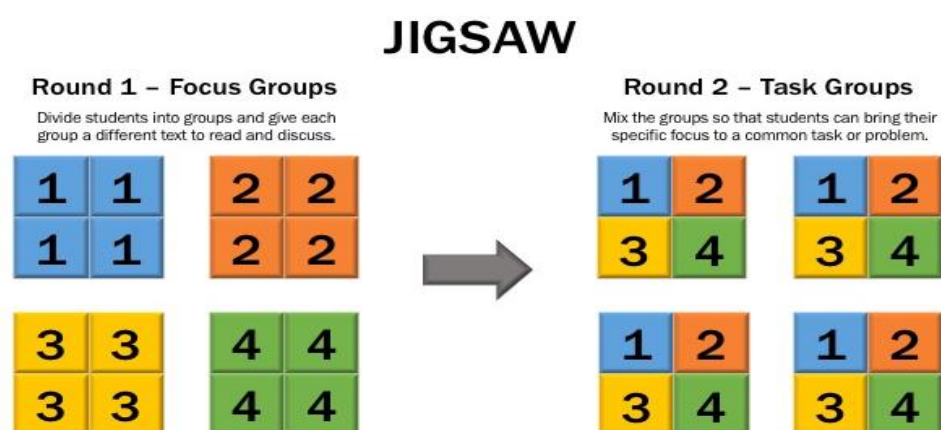 JIGSAW
Round 1 – Focus Groups
Divide students into groups and give each
group a different text to read and discuss.
1 1
1 1
2 2
2 2
3 3
3 3
4 4
4 4
Round 2 – Task Groups
Mix the groups so that students can bring their
specific focus to a common task or problem.
1 2
3 4
1 2
3 4
1 2
3 4
1 2
3 4